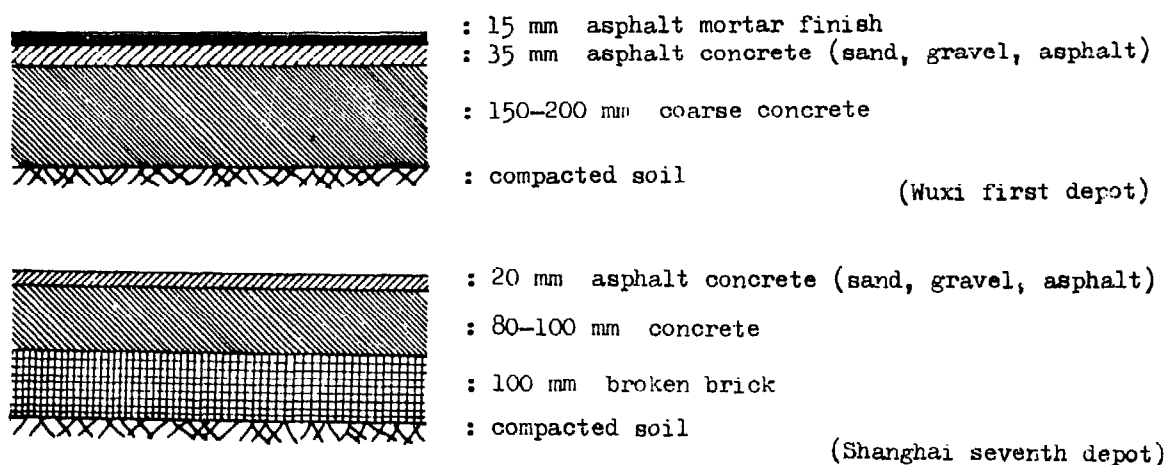 : 15 mm asphalt mortar finish
: 35 mm asphalt concrete (sand, gravel, asphalt)
: 150-200 mm coarse concrete
: compacted soil
(Wuxi first depot)
: 20 mm asphalt concrete (sand, gravel, asphalt)
: 80-100 mm concrete
: 100 mm broken brick
: compacted soil
(Shanghai seventh depot)